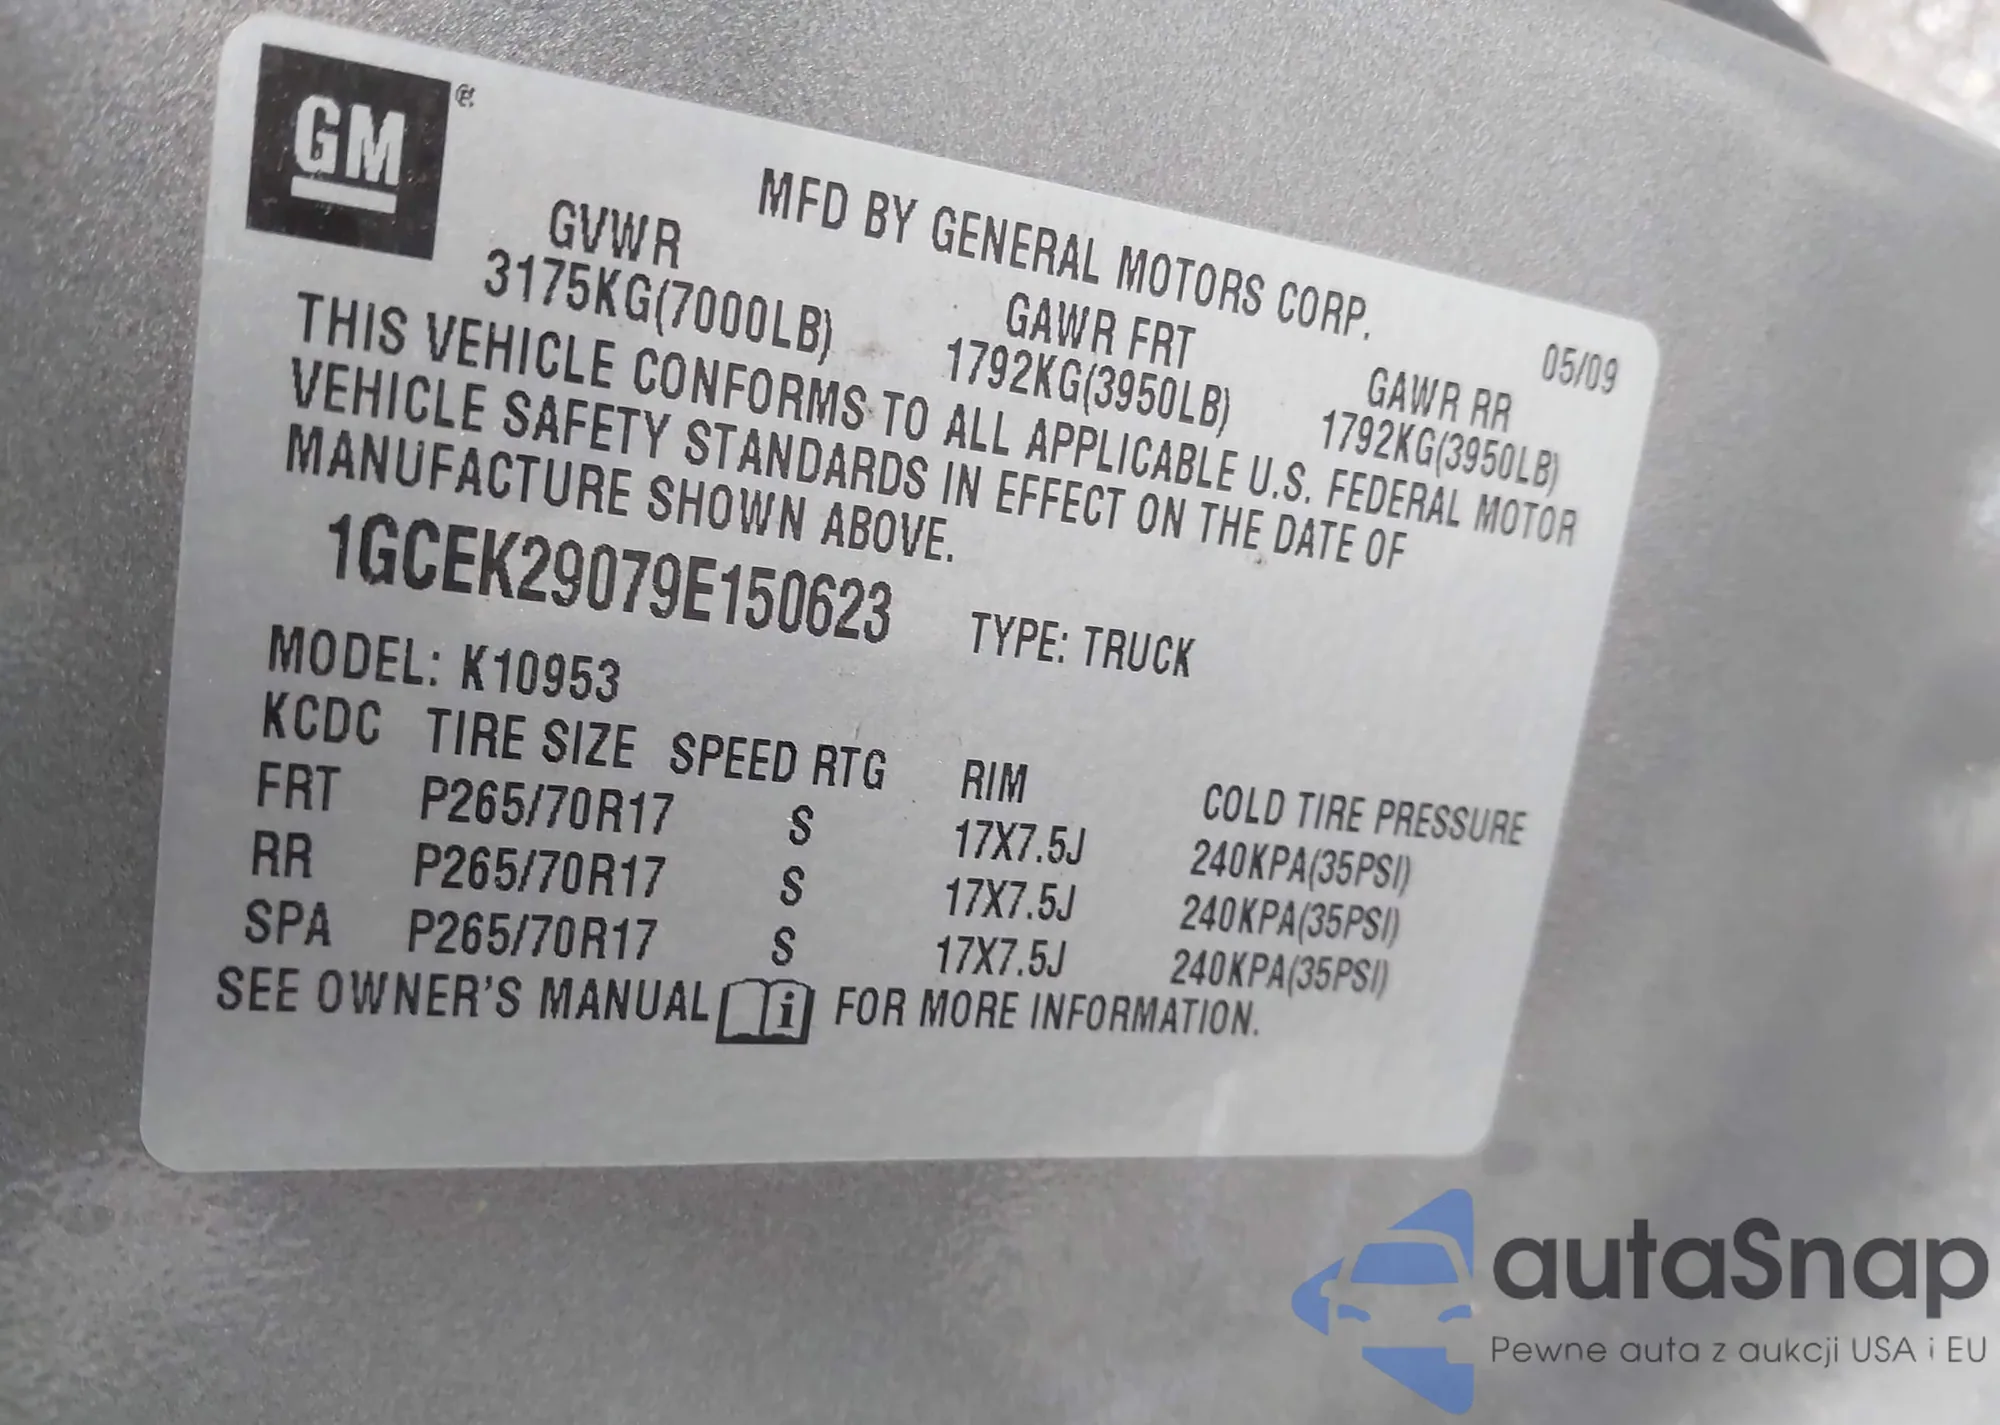 GM
MFD BY GENERAL MOTORS CORP.
05/09
GVWR
GAWR FRT
GAWR RR
3175KG(7000LB)
1792KG(3950LB)
1792KG(3950LB)
THIS VEHICLE CONFORMS TO ALL APPLICABLE U.S. FEDERAL MOTOR
VEHICLE SAFETY STANDARDS IN EFFECT ON THE DATE OF
MANUFACTURE SHOWN ABOVE.
1GCEK29079E150623 TYPE: TRUCK
MODEL: K10953
KCDC TIRE SIZE SPEED RTG RIM COLD TIRE PRESSURE
FRT P265/70R17 S 17X7.5J 240KPA(35PSI)
RR P265/70R17 S 17X7.5J 240KPA(35PSI)
SPA P265/70R17 S 17X7.5J 240KPA(35PSI)
SEE OWNER'S MANUAL i FOR MORE INFORMATION.
autaSnap
Pewne auta z aukcji USA i EU